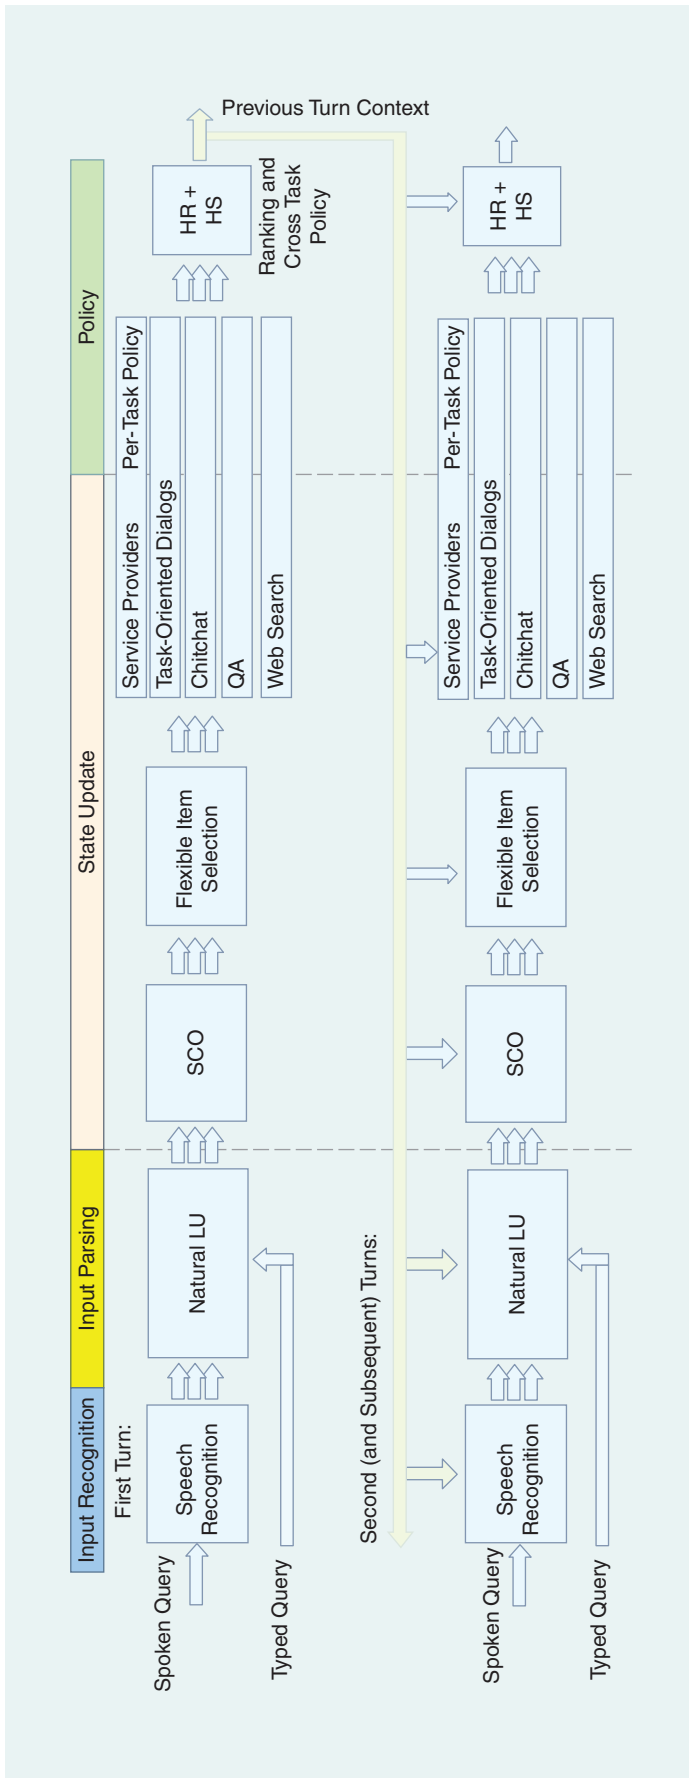 Input Recognition
Input Parsing
State Update
Policy
First Turn:
Spoken Query
Typed Query
Speech
Recognition
Natural LU
SCO
Flexible Item
Selection
Service Providers
Per-Task Policy
Task-Oriented Dialogs
Chitchat
QA
Web Search
HR +
HS
Ranking and
Cross Task
Policy
Previous Turn Context
Second (and Subsequent) Turns:
Spoken Query
Typed Query
Speech
Recognition
Natural LU
SCO
Flexible Item
Selection
Service Providers
Per-Task Policy
Task-Oriented Dialogs
Chitchat
QA
Web Search
HR +
HS